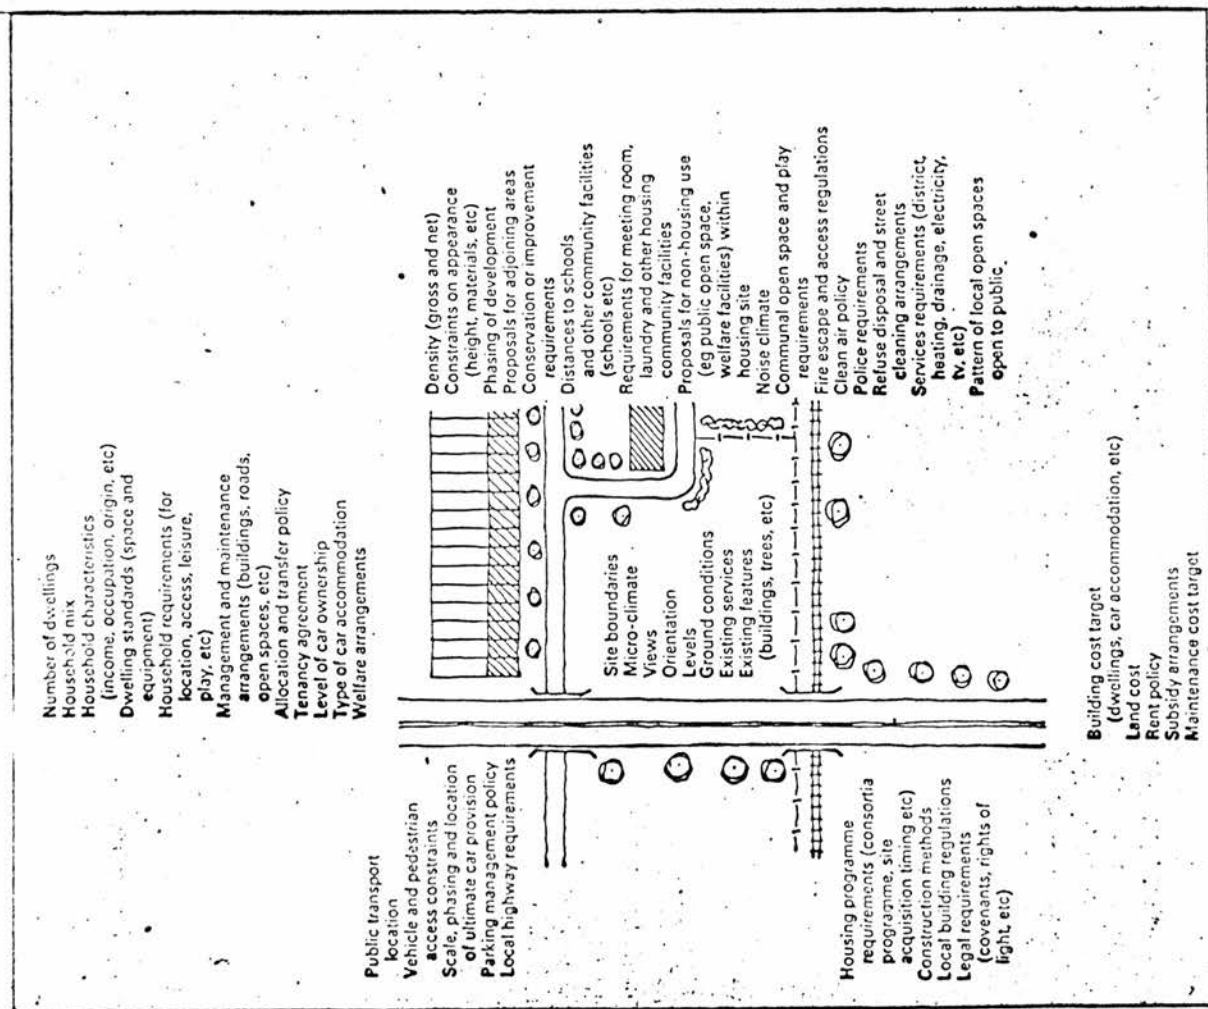 Number of dwellings
Household mix
Household characteristics
(income, occupation, origin, etc)
Dwelling standards (space and
equipment)
Household requirements (for
location, access, leisure,
play, etc)
Management and maintenance
arrangements (buildings, roads,
open spaces, etc)
Allocation and transfer policy
Tenancy agreement
Level of car ownership
Type of car accommodation
Welfare arrangements
Public transport
location
Vehicle and pedestrian
access constraints
Scale, phasing and location
of ultimate car provision
Parking management policy
Local highway requirements
Site boundaries
Micro-climate
Views
Orientation
Levels
Ground conditions
Existing services
Existing features
(buildings, trees, etc)
Density (gross and net)
Constraints on appearance
(height, materials, etc)
Phasing of development
Proposals for adjoining areas
Conservation or improvement
requirements
Distances to schools
and other community facilities
(schools etc)
Requirements for meeting room,
laundry and other housing
community facilities
Proposals for non-housing use
(eg public open space,
welfare facilities) within
housing site
Noise climate
Communal open space and play
requirements
Fire escape and access regulations
Clean air policy
Police requirements
Refuse disposal and street
cleaning arrangements
Services requirements (district
heating, drainage, electricity,
tv, etc)
Pattern of local open spaces
open to public.
Housing programme
requirements (consortia
programme, site
acquisition timing etc)
Construction methods
Local building regulations
Legal requirements
(covenants, rights of
light, etc)
Building cost target
(dwellings, car accommodation, etc)
Land cost
Rent policy
Subsidy arrangements
Maintenance cost target